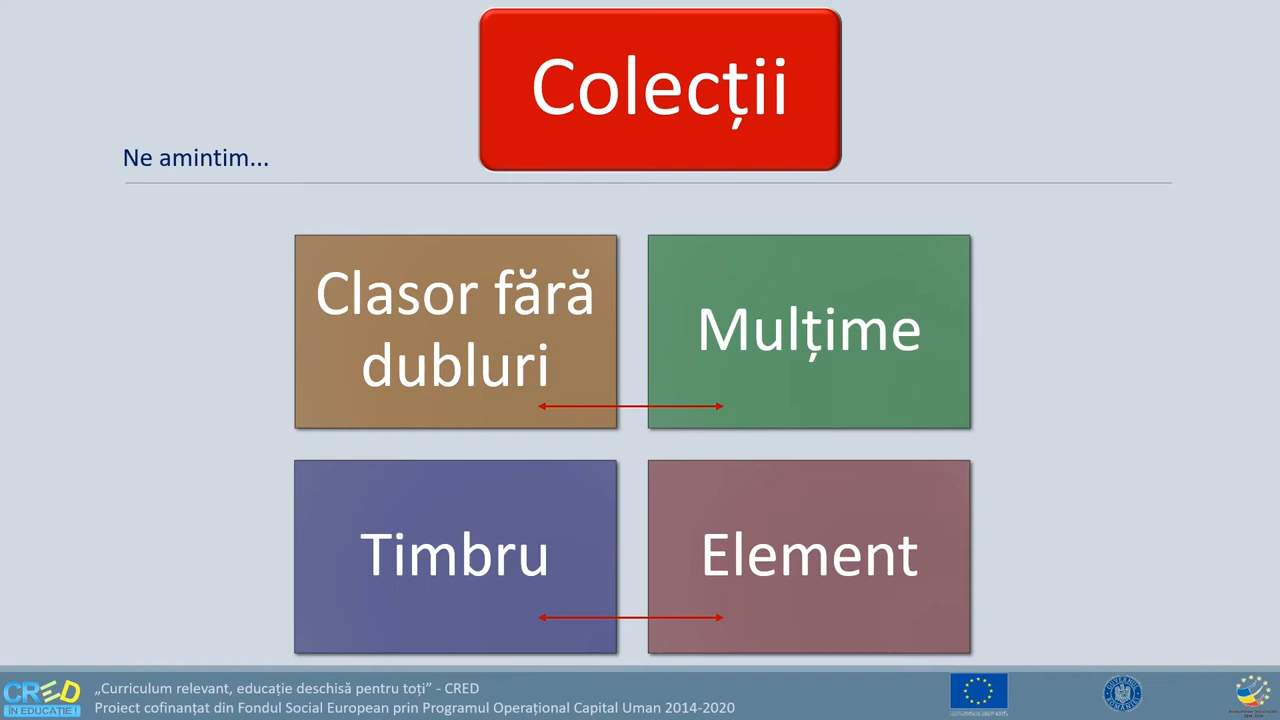 Colecții
Ne amintim...
Clasor fără
dubluri
Mulțime
Timbru
Element
CRED
ÎN EDUCAȚIE !
„Curriculum relevant, educație deschisă pentru toți” - CRED
Proiect cofinanțat din Fondul Social European prin Programul Operațional Capital Uman 2014-2020